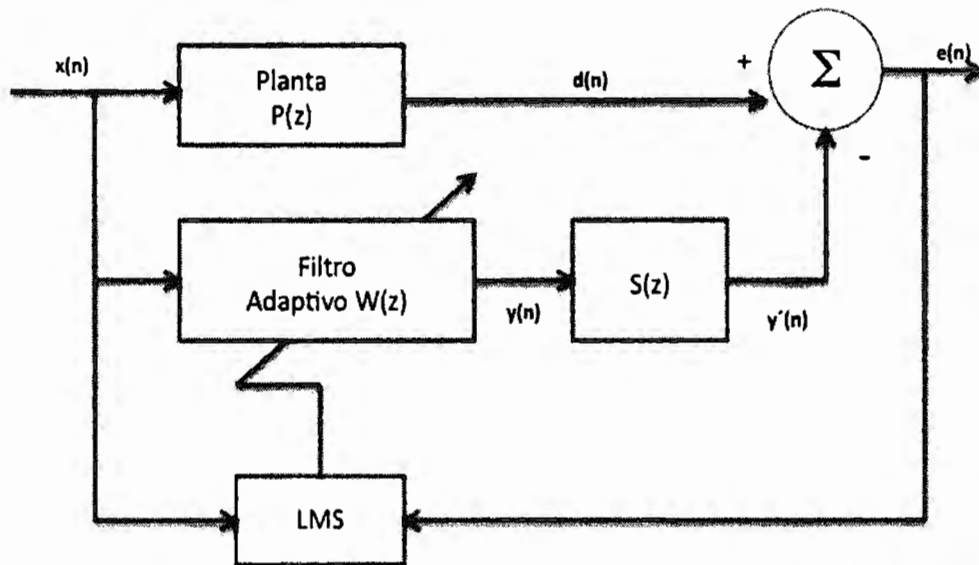 x(n)
Planta
P(z)
d(n)
+
Σ
e(n)
-
Filtro
Adaptivo W(z)
y(n)
S(z)
y´(n)
LMS